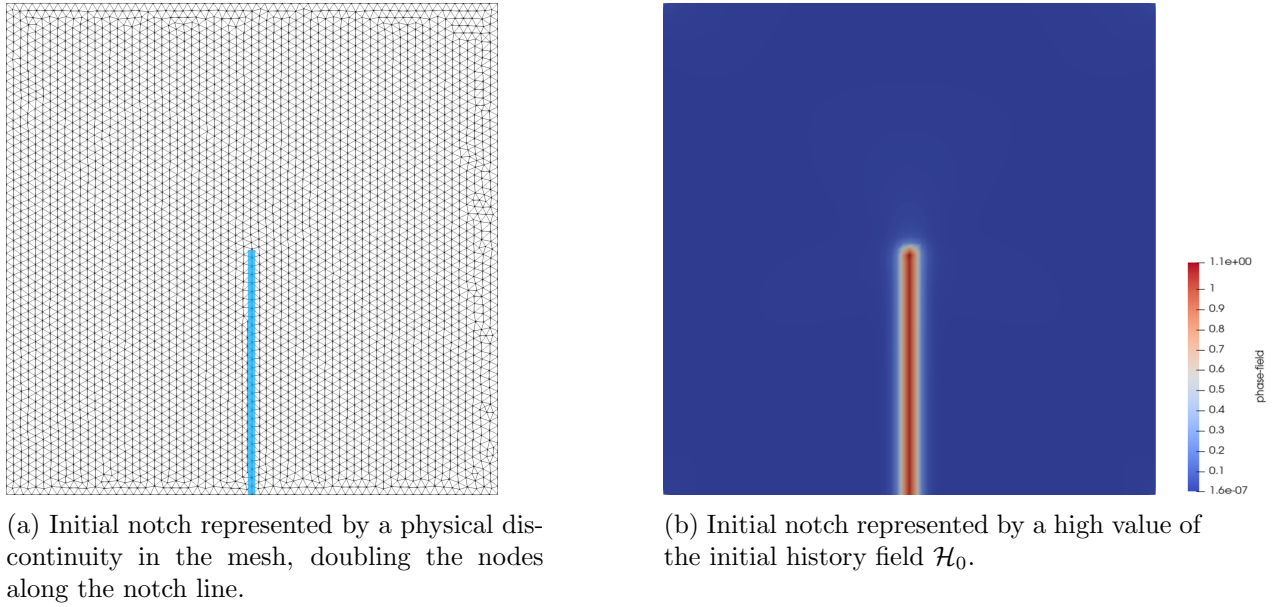 1.1e+00
1
0.9
0.8
0.7
0.6
0.5
0.4
0.3
0.2
0.1
1.6e-07
phase-field
(a) Initial notch represented by a physical dis-
continuity in the mesh, doubling the nodes
along the notch line.
(b) Initial notch represented by a high value of
the initial history field ℋ₀.